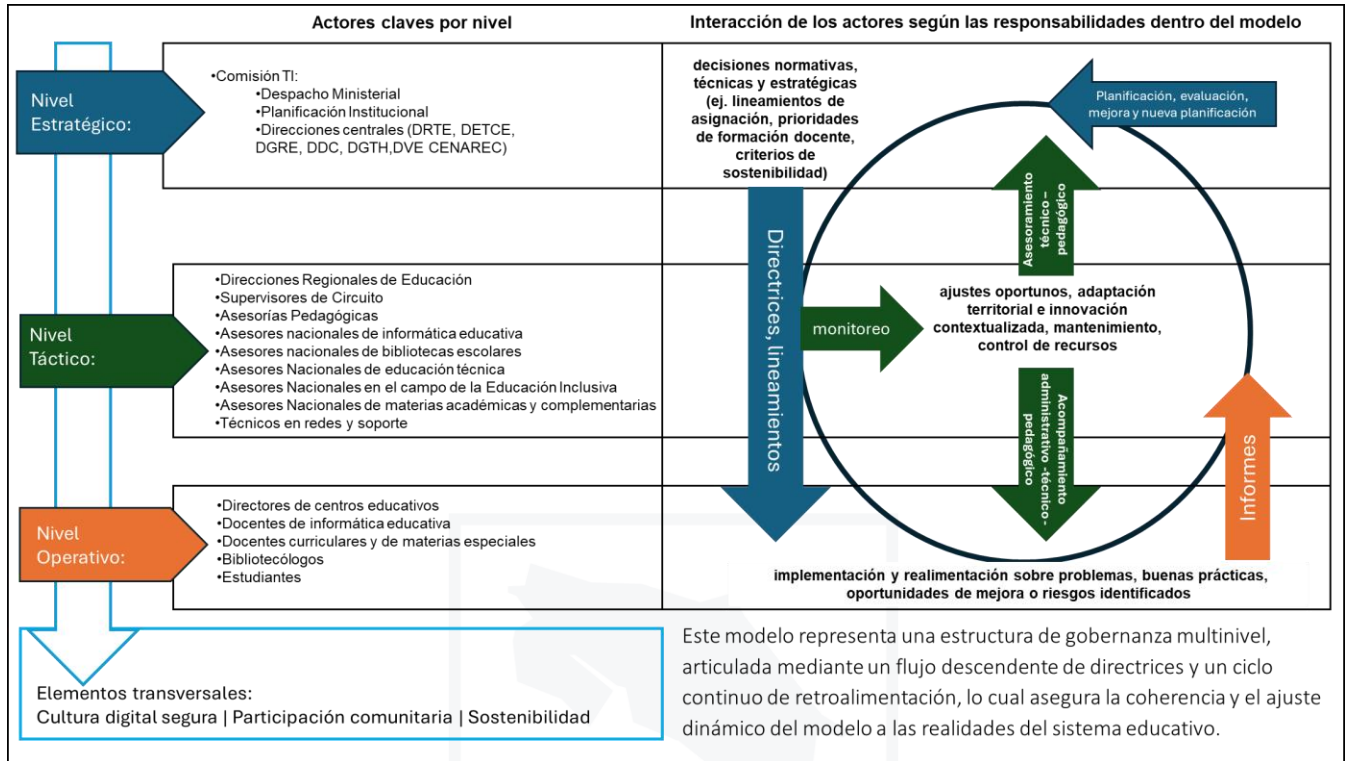 Actores claves por nivel
Interacción de los actores según las responsabilidades dentro del modelo
Nivel
Estratégico:
•Comisión TI:
•Despacho Ministerial
•Planificación Institucional
•Direcciones centrales (DRTE, DETCE,
DGRE, DDC, DGTH,DVE CENAREC)
decisiones normativas,
técnicas y estratégicas
(ej. lineamientos de
asignación, prioridades
de formación docente,
criterios de
sostenibilidad)
Planificación, evaluación,
mejora y nueva planificación
Asesoramiento
técnico –
pedagógico
Directrices, lineamientos
Nivel
Táctico:
•Direcciones Regionales de Educación
•Supervisores de Circuito
•Asesorías Pedagógicas
•Asesores nacionales de informática educativa
•Asesores nacionales de bibliotecas escolares
•Asesores Nacionales de educación técnica
•Asesores Nacionales en el campo de la Educación Inclusiva
•Asesores Nacionales de materias académicas y complementarias
•Técnicos en redes y soporte
monitoreo
ajustes oportunos, adaptación
territorial e innovación
contextualizada, mantenimiento,
control de recursos
Acompañamiento
administrativo -técnico-
pedagógico
Informes
Nivel
Operativo:
•Directores de centros educativos
•Docentes de informática educativa
•Docentes curriculares y de materias especiales
•Bibliotecólogos
•Estudiantes
implementación y realimentación sobre problemas, buenas prácticas,
oportunidades de mejora o riesgos identificados
Elementos transversales:
Cultura digital segura | Participación comunitaria | Sostenibilidad
Este modelo representa una estructura de gobernanza multinivel,
articulada mediante un flujo descendente de directrices y un ciclo
continuo de retroalimentación, lo cual asegura la coherencia y el ajuste
dinámico del modelo a las realidades del sistema educativo.